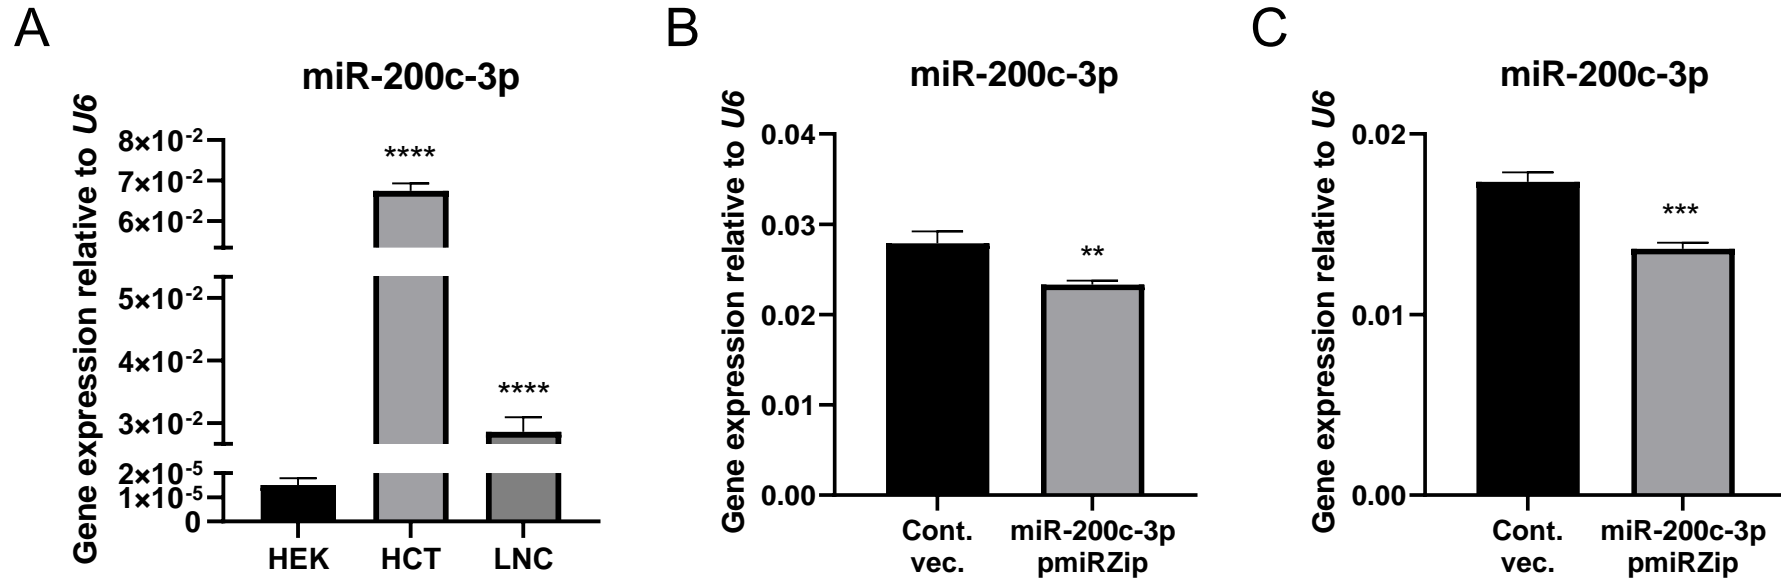 A
miR-200c-3p
Gene expression relative to U6
8×10-2
7×10-2
6×10-2
5×10-2
4×10-2
3×10-2
2×10-5
1×10-5
0
****
****
HEK
HCT
LNC
B
miR-200c-3p
Gene expression relative to U6
0.04
0.03
0.02
0.01
0.00
**
Cont.
vec.
miR-200c-3p
pmiRZip
C
miR-200c-3p
Gene expression relative to U6
0.02
0.01
0.00
***
Cont.
vec.
miR-200c-3p
pmiRZip